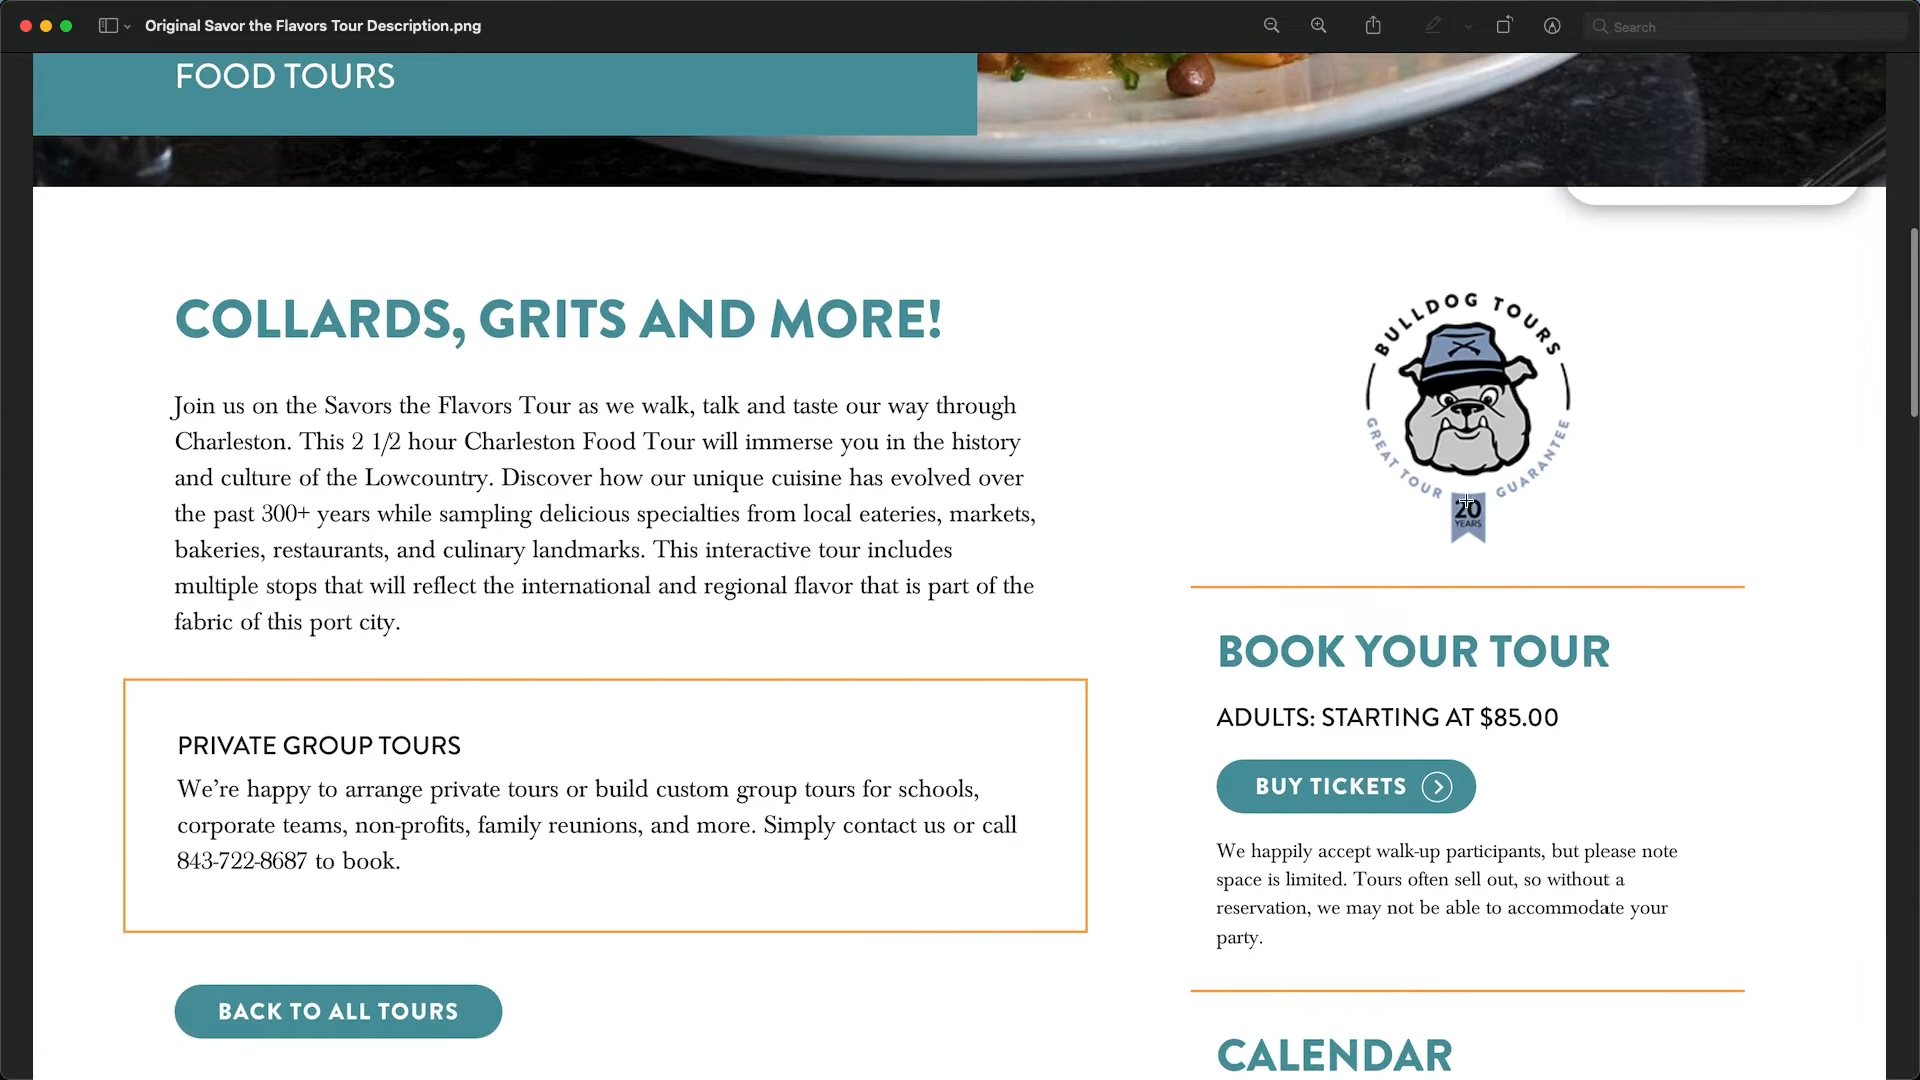 Original Savor the Flavors Tour Description.png
Search
FOOD TOURS
COLLARDS, GRITS AND MORE!
Join us on the Savors the Flavors Tour as we walk, talk and taste our way through
Charleston. This 2 1/2 hour Charleston Food Tour will immerse you in the history
and culture of the Lowcountry. Discover how our unique cuisine has evolved over
the past 300+ years while sampling delicious specialties from local eateries, markets,
bakeries, restaurants, and culinary landmarks. This interactive tour includes
multiple stops that will reflect the international and regional flavor that is part of the
fabric of this port city.
PRIVATE GROUP TOURS
We’re happy to arrange private tours or build custom group tours for schools,
corporate teams, non-profits, family reunions, and more. Simply contact us or call
843-722-8687 to book.
BACK TO ALL TOURS
BULLDOG TOURS
GREAT TOUR GUARANTEE
20
YEARS
BOOK YOUR TOUR
ADULTS: STARTING AT $85.00
BUY TICKETS
We happily accept walk-up participants, but please note
space is limited. Tours often sell out, so without a
reservation, we may not be able to accommodate your
party.
CALENDAR